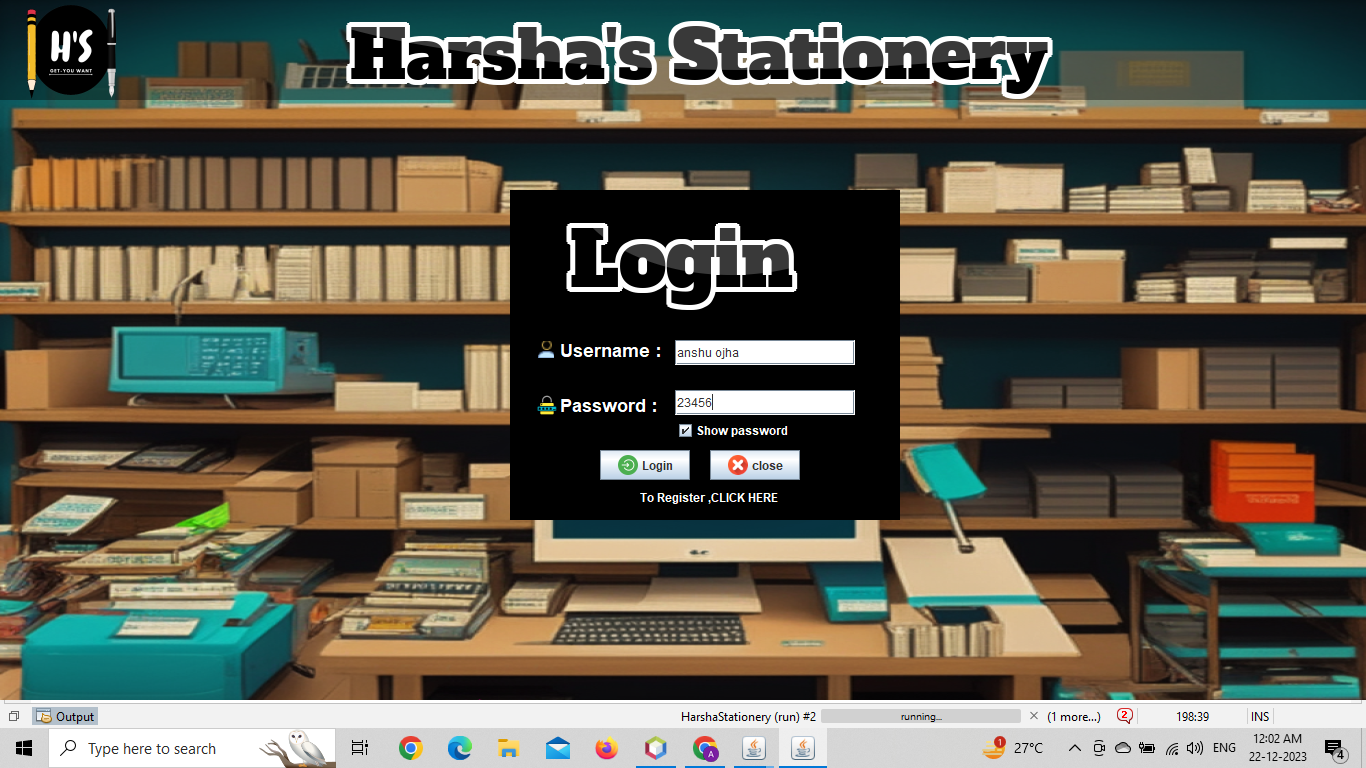 H'S
GET-YOU WANT
Harsha's Stationery
Login
Username :
anshu ojha
Password :
23456
Show password
Login
close
To Register ,CLICK HERE
Output
HarshaStationery (run) #2
running...
(1 more...)
2
198:39
INS
Type here to search
A
1
27°C
ENG
12:02 AM
22-12-2023
4